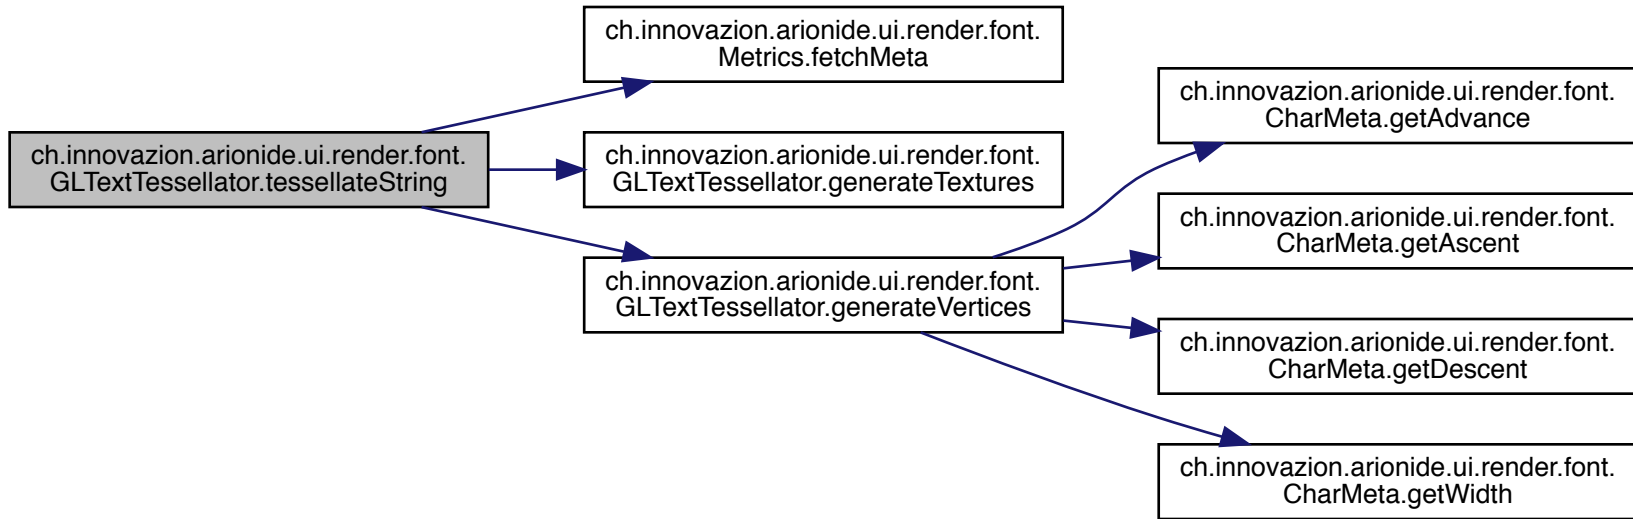 ch.innovazion.arionide.ui.render.font.
GLTextTessellator.tessellateString
ch.innovazion.arionide.ui.render.font.
Metrics.fetchMeta
ch.innovazion.arionide.ui.render.font.
GLTextTessellator.generateTextures
ch.innovazion.arionide.ui.render.font.
GLTextTessellator.generateVertices
ch.innovazion.arionide.ui.render.font.
CharMeta.getAdvance
ch.innovazion.arionide.ui.render.font.
CharMeta.getAscent
ch.innovazion.arionide.ui.render.font.
CharMeta.getDescent
ch.innovazion.arionide.ui.render.font.
CharMeta.getWidth